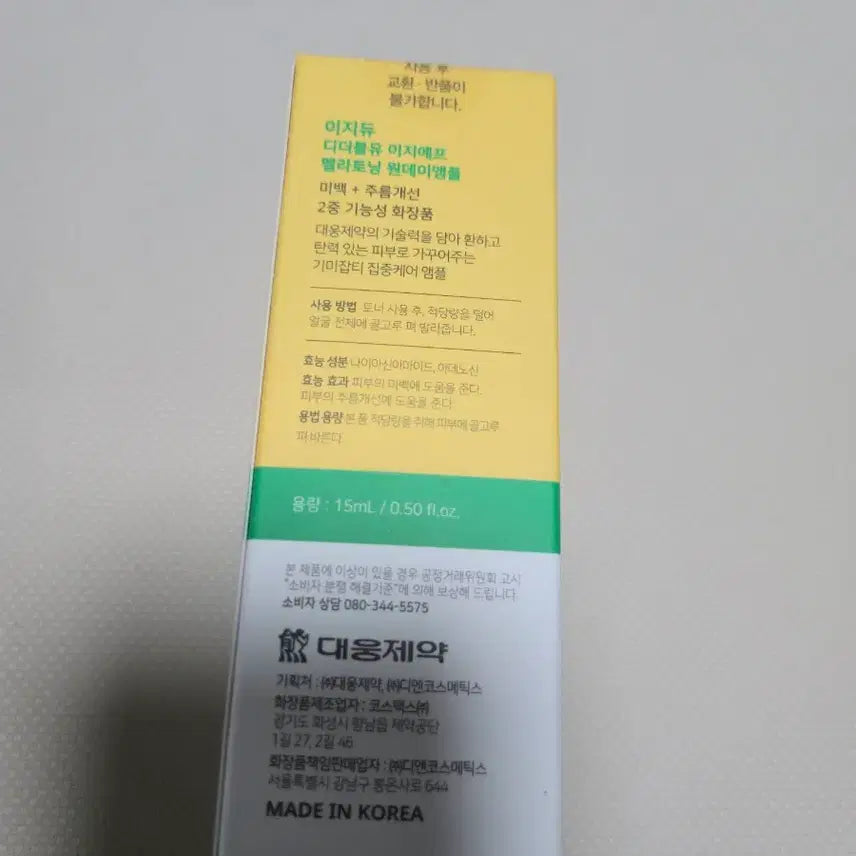 사용 후
교환·반품이
불가합니다.
이지듀
디더블유 이지에프
멜라토닝 원데이앰플
미백 + 주름개선
2중 기능성 화장품
대웅제약의 기술력을 담아 환하고
탄력 있는 피부로 가꾸어주는
기미잡티 집중케어 앰플
사용 방법 토너 사용 후, 적당량을 덜어
얼굴 전체에 골고루 펴 발라줍니다.
효능 성분 나이아신아마이드, 아데노신
효능 효과 피부의 미백에 도움을 준다.
피부의 주름개선에 도움을 준다.
용법 용량 본 품 적당량을 취해 피부에 골고루
펴 바른다.
용량 : 15mL / 0.50 fl.oz.
본 제품에 이상이 있을 경우 공정거래위원회 고시
"소비자 분쟁 해결기준"에 의해 보상해 드립니다.
소비자 상담 080-344-5575
대웅제약
기획처 : ㈜대웅제약, ㈜디엔코스메틱스
화장품제조업자 : 코스맥스㈜
경기도 화성시 향남읍 제약공단
1길 27, 2길 46
화장품책임판매업자 : ㈜디엔코스메틱스
서울특별시 강남구 봉은사로 644
MADE IN KOREA